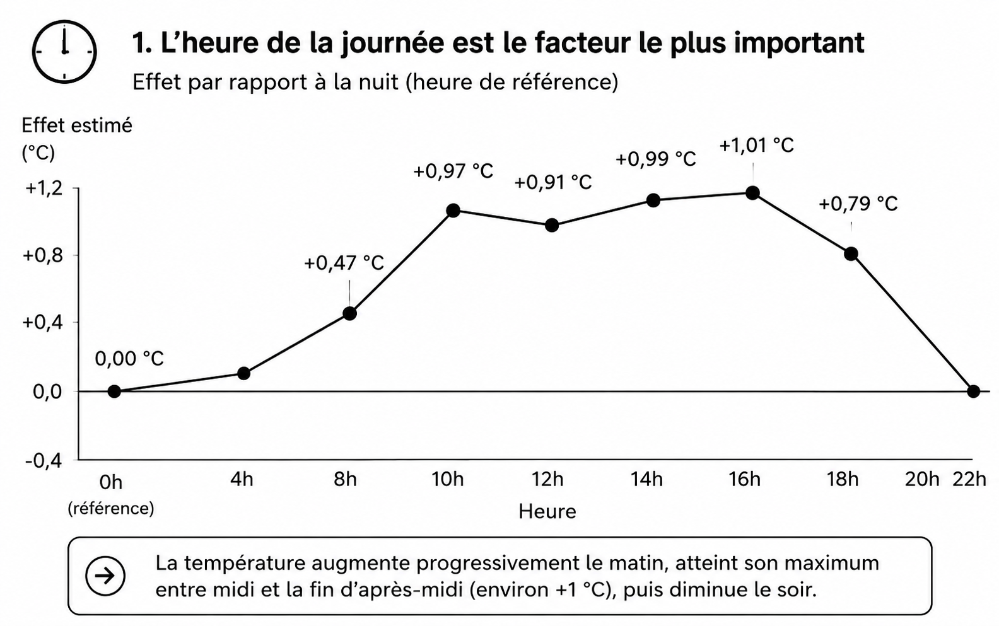 1. L’heure de la journée est le facteur le plus important
Effet par rapport à la nuit (heure de référence)
Effet estimé
(°C)
+1,2
+0,8
+0,4
0,0
-0,4
0,00 °C
+0,47 °C
+0,97 °C
+0,91 °C
+0,99 °C
+1,01 °C
+0,79 °C
0h 4h 8h 10h 12h 14h 16h 18h 20h 22h
(référence)
Heure
La température augmente progressivement le matin, atteint son maximum
entre midi et la fin d’après-midi (environ +1 °C), puis diminue le soir.